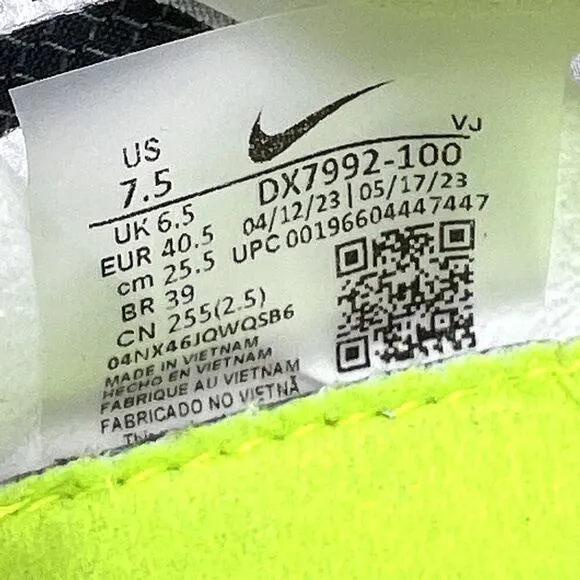 US
7.5
VJ
DX7992-100
UK 6.5
04/12/23 | 05/17/23
EUR 40.5
UPC 00196604447447
cm 25.5
BR 39
CN 255(2.5)
04NX46JQWQSB6
MADE IN VIETNAM
HECHO EN VIETNAM
FABRIQUE AU VIETNAM
FABRICADO NO VIETNÃ